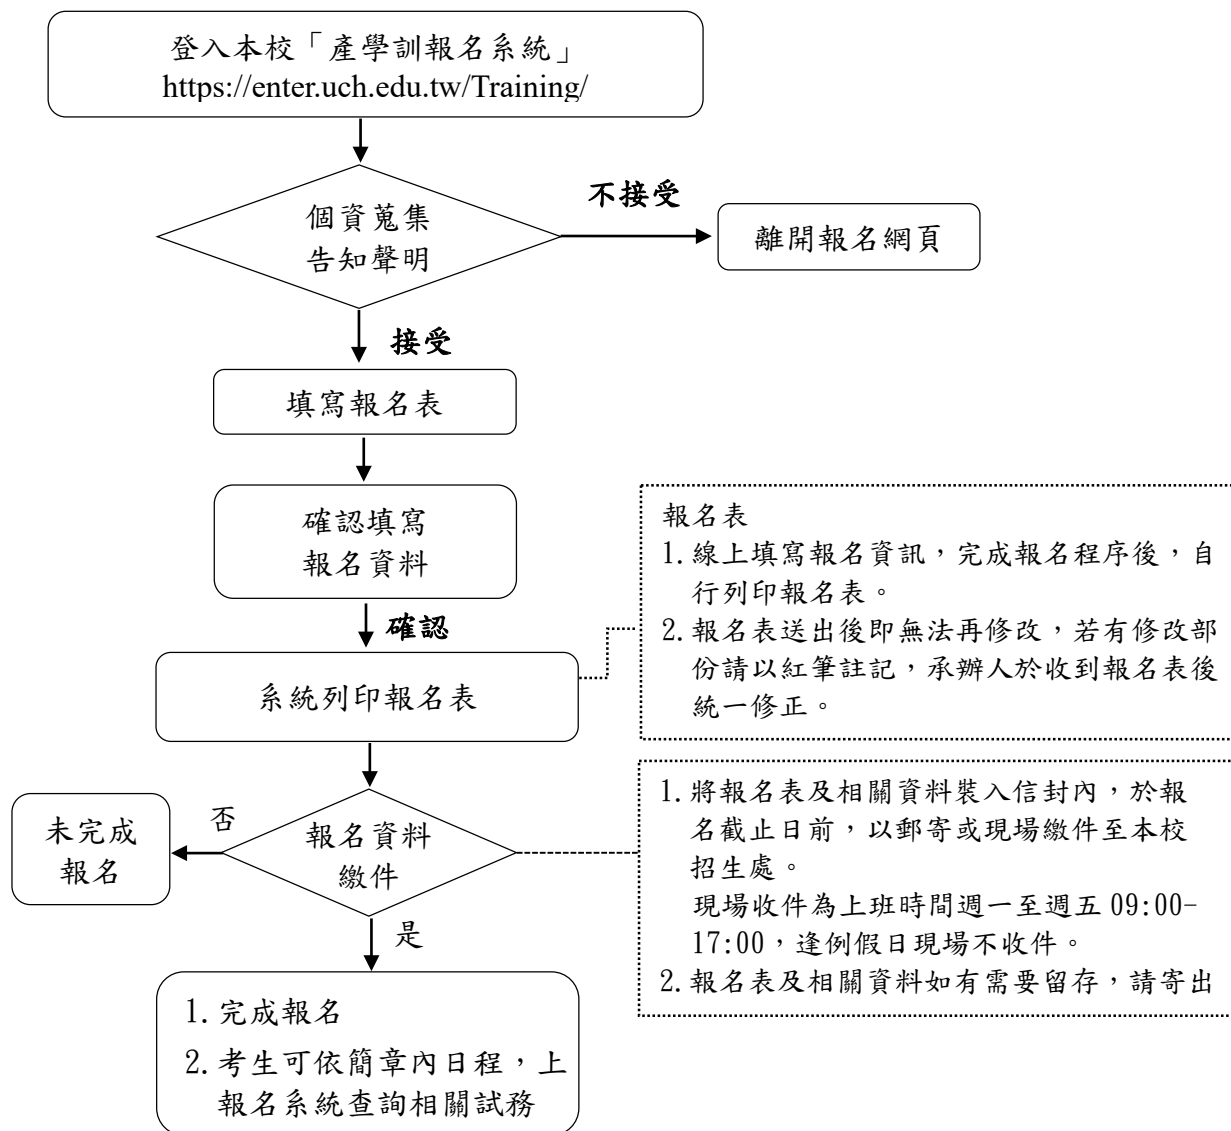 登入本校「產學訓報名系統」
https://enter.uch.edu.tw/Training/
個資蒐集
告知聲明
不接受
離開報名網頁
接受
填寫報名表
確認填寫
報名資料
確認
系統列印報名表
報名表
1.線上填寫報名資訊，完成報名程序後，自
行列印報名表。
2.報名表送出後即無法再修改，若有修改部
份請以紅筆註記，承辦人於收到報名表後
統一修正。
否
未完成
報名
報名資料
繳件
1.將報名表及相關資料裝入信封內，於報
名截止日前，以郵寄或現場繳件至本校
招生處。
現場收件為上班時間週一至週五 09:00-
17:00，逢例假日現場不收件。
2.報名表及相關資料如有需要留存，請寄出
是
1.完成報名
2.考生可依簡章內日程，上
報名系統查詢相關試務